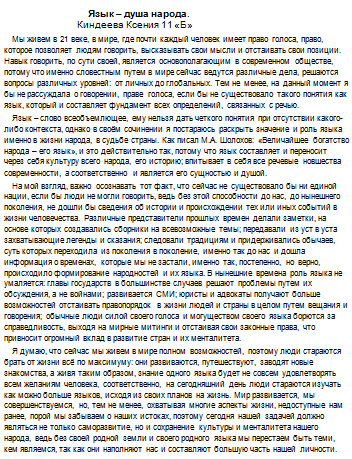 Язык – душа народа.
Киндеева Ксения 11 «Б»
Мы живем в 21 веке, в мире, где почти каждый человек имеет право голоса, право,
которое позволяет людям говорить, высказывать свои мысли и отстаивать свои позиции.
Навык говорить, по сути своей, является основополагающим в современном обществе,
потому что именно словестным путем в мире сейчас ведутся различные дела, решаются
вопросы различных уровней: от личных до глобальных. Тем не менее, на данный момент я
бы не рассуждала о говорении, праве голоса, если бы не существовало такого понятия как
язык, который и составляет фундамент всех определений, связанных с речью.
Язык – слово всеобъемлющее, ему нельзя дать четкого понятия при отсутствии какого-
либо контекста, однако в своём сочинении я постараюсь раскрыть значение и роль языка
именно в жизни народа, в судьбе страны. Как писал М.А. Шолохов: «Величайшее богатство
народа – его язык», и это действительно так, потому что язык составляет и переносит
через себя культуру всего народа, его историю; впитывает в себя все речевые новшества
современности, а соответственно и является его сущностью и душой.
На мой взгляд, важно осознавать тот факт, что сейчас не существовало бы ни единой
нации, если бы люди не могли говорить, ведь без этой способности до нас, до нынешнего
поколения, не дошли бы сведения об истории и происхождении тех или иных событий в
жизни человечества. Различные представители прошлых времен делали заметки, на
основе которых создавались сборники на всевозможные темы; передавали из уст в уста
захватывающие легенды и сказания; следовали традициям и придерживались обычаев,
суть которых переходила из поколения в поколение, именно так до нас и дошла
информация о временах, которые мы не застали, именно так, постепенно, но верно,
происходило формирование народностей и их языка. В нынешние времена роль языка не
умаляется: главы государств в большинстве случаев решают проблемы путем их
обсуждения, а не войнами; развивается СМИ; юристы и адвокаты получают больше
возможностей отстаивать правопорядок в жизни людей и страны в целом путем вещания и
говорения; обычные люди силой своего голоса и могуществом своего языка борются за
справедливость, выходя на мирные митинги и отстаивая свои законные права, что
привносит огромный вклад в развитие стран и их менталитета.
Я думаю, что сейчас мы живем в мире полном возможностей, поэтому люди стараются
брать от жизни всё по максимуму; они развиваются, путешествуют, заводят новые
знакомства, а живя таким образом, знание одного языка будет не совсем удовлетворять
всем желаниям человека, соответственно, на сегодняшний день люди стараются изучать
как можно больше языков, исходя из своих планов на жизнь. Мир развивается, мы
совершенствуемся, но, тем не менее, охватывая многие аспекты жизни, недоступные нам
ранее, порой мы забываем о наших истоках, поэтому сегодня нашей задачей должно
являться не только саморазвитие, но и сохранение культуры и менталитета нашего
народа, ведь без своей родной земли и своего родного языка мы перестаем быть теми,
кем являемся, так как они наполняют нас и составляют большую часть нашей личности.